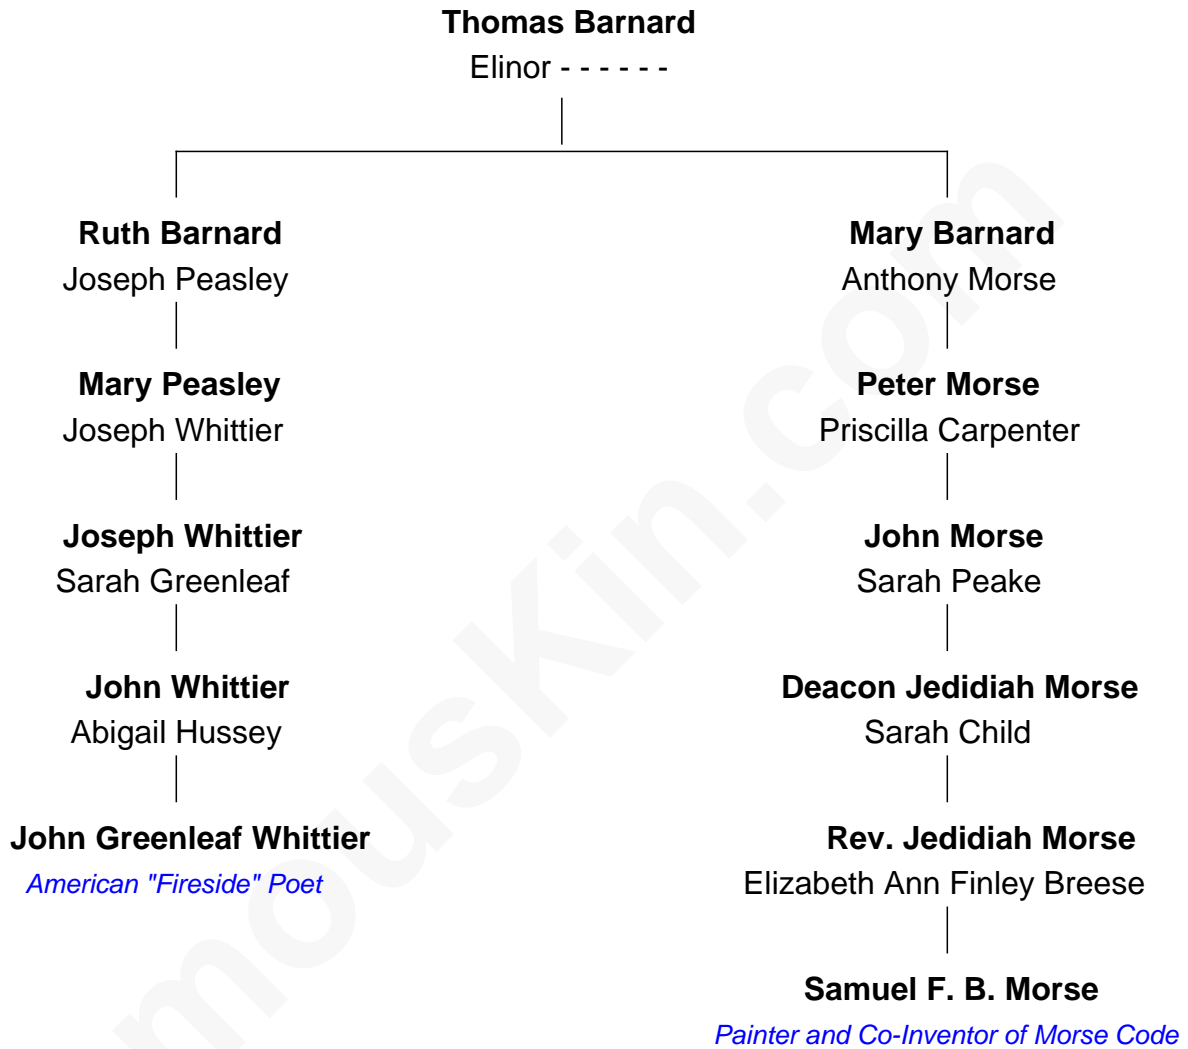 Thomas Barnard
Elinor - - - - - -
Ruth Barnard
Joseph Peasley
Mary Barnard
Anthony Morse
Mary Peasley
Joseph Whittier
Peter Morse
Priscilla Carpenter
Joseph Whittier
Sarah Greenleaf
John Morse
Sarah Peake
John Whittier
Abigail Hussey
Deacon Jedidiah Morse
Sarah Child
John Greenleaf Whittier
American "Fireside" Poet
Rev. Jedidiah Morse
Elizabeth Ann Finley Breese
Samuel F. B. Morse
Painter and Co-Inventor of Morse Code
mousKin.com